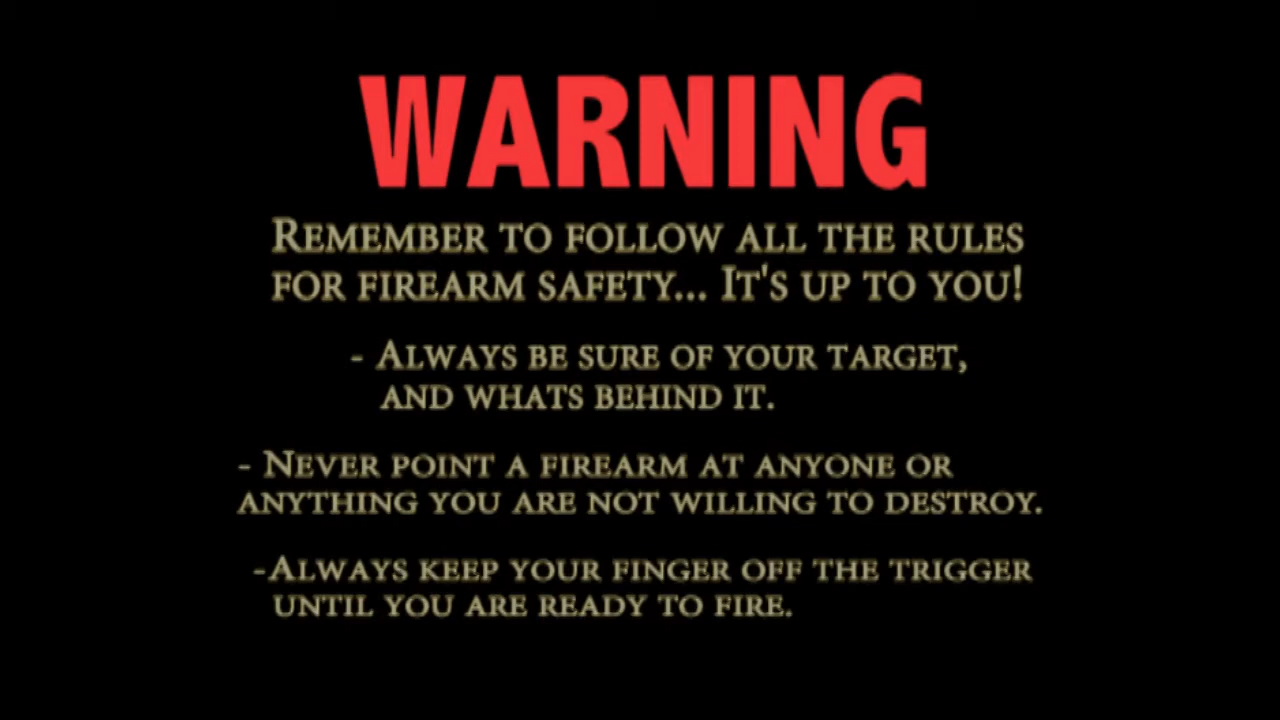 WARNING
REMEMBER TO FOLLOW ALL THE RULES
FOR FIREARM SAFETY... IT'S UP TO YOU!
- ALWAYS BE SURE OF YOUR TARGET,
AND WHATS BEHIND IT.
- NEVER POINT A FIREARM AT ANYONE OR
ANYTHING YOU ARE NOT WILLING TO DESTROY.
-ALWAYS KEEP YOUR FINGER OFF THE TRIGGER
UNTIL YOU ARE READY TO FIRE.